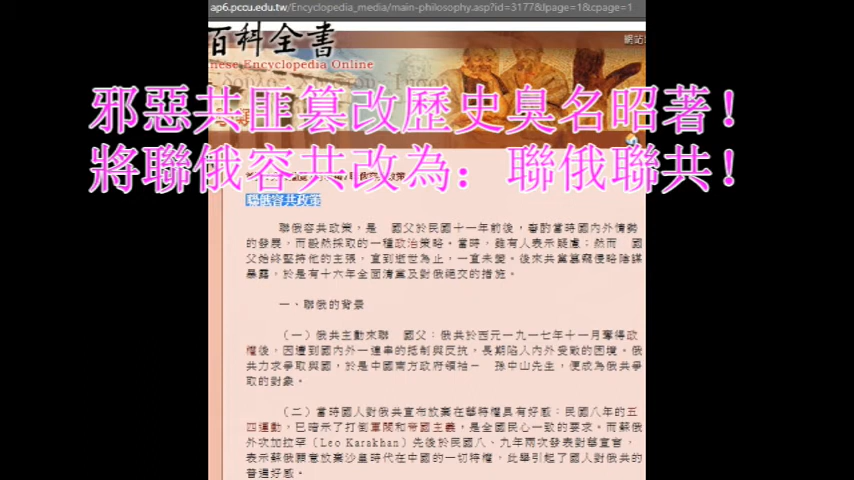 ap6.pccu.edu.tw/Encyclopedia_media/main-philosophy.asp?id=3177&lpage=1&cpage=1
百科全書
網站
nese Encyclopedia Online
邪惡共匪篡改歷史臭名昭著！
將聯俄容共改為：聯俄聯共！
聯俄容共政策
聯俄容共政策，是　國父於民國十一年前後，審酌當時國內外情勢
的發展，而毅然採取的一種政治策略。當時，雖有人表示疑慮；然而　國
父始終堅持他的主張，直到逝世為止，一直未變。後來共黨篡竊侵略陰謀
暴露，於是有十六年全面清黨及對俄絕交的措施。
一、聯俄的背景
（一）俄共主動來聯　國父：俄共於西元一九一七年十一月奪得政
權後，因遭到國內外一連串的抵制與反抗，長期陷人內外受敵的困境。俄
共力求爭取與國，於是中國南方政府領袖－　孫中山先生，便成為俄共爭
取的對象。
（二）當時國人對俄共宣布放棄在華特權具有好感：民國八年的五
四運動，已暗示了打倒軍閥和帝國主義，是全國民心一致的要求。而蘇俄
外次加拉罕〔Leo Karakhan〕先後於民國八、九年兩次發表對華宣言，
表示蘇俄願意放棄沙皇時代在中國的一切特權，此舉引起了國人對俄共的
普遍好感。